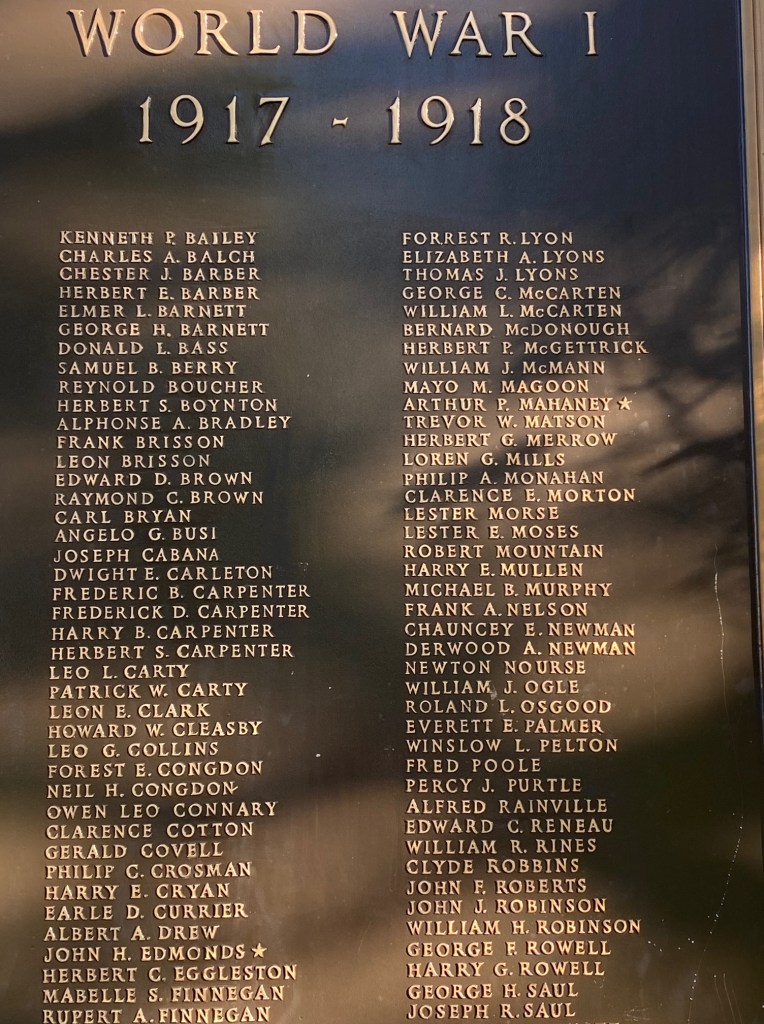 WORLD WAR I
1917 - 1918
KENNETH P. BAILEY
CHARLES A. BALCH
CHESTER J. BARBER
HERBERT E. BARBER
ELMER L. BARNETT
GEORGE H. BARNETT
DONALD L. BASS
SAMUEL B. BERRY
REYNOLD BOUCHER
HERBERT S. BOYNTON
ALPHONSE A. BRADLEY
FRANK BRISSON
LEON BRISSON
EDWARD D. BROWN
RAYMOND C. BROWN
CARL BRYAN
ANGELO G. BUSI
JOSEPH CABANA
DWIGHT E. CARLETON
FREDERIC B. CARPENTER
FREDERICK D. CARPENTER
HARRY B. CARPENTER
HERBERT S. CARPENTER
LEO L. CARTY
PATRICK W. CARTY
LEON E. CLARK
HOWARD W. CLEASBY
LEO G. COLLINS
FOREST E. CONGDON
NEIL H. CONGDON
OWEN LEO CONNARY
CLARENCE COTTON
GERALD COVELL
PHILIP C. CROSMAN
HARRY E. CRYAN
EARLE D. CURRIER
ALBERT A. DREW
JOHN H. EDMONDS ★
HERBERT C. EGGLESTON
MABELLE S. FINNEGAN
RUPERT A. FINNEGAN
FORREST R. LYON
ELIZABETH A. LYONS
THOMAS J. LYONS
GEORGE C. McCARTEN
WILLIAM L. McCARTEN
BERNARD McDONOUGH
HERBERT P. McGETTRICK
WILLIAM J. McMANN
MAYO M. MAGOON
ARTHUR P. MAHANEY ★
TREVOR W. MATSON
HERBERT G. MERROW
LOREN G. MILLS
PHILIP A. MONAHAN
CLARENCE E. MORTON
LESTER MORSE
LESTER E. MOSES
ROBERT MOUNTAIN
HARRY E. MULLEN
MICHAEL B. MURPHY
FRANK A. NELSON
CHAUNCEY E. NEWMAN
DERWOOD A. NEWMAN
NEWTON NOURSE
WILLIAM J. OGLE
ROLAND L. OSGOOD
EVERETT E. PALMER
WINSLOW L. PELTON
FRED POOLE
PERCY J. PURTLE
ALFRED RAINVILLE
EDWARD C. RENEAU
WILLIAM R. RINES
CLYDE ROBBINS
JOHN F. ROBERTS
JOHN J. ROBINSON
WILLIAM H. ROBINSON
GEORGE F. ROWELL
HARRY G. ROWELL
GEORGE H. SAUL
JOSEPH R. SAUL